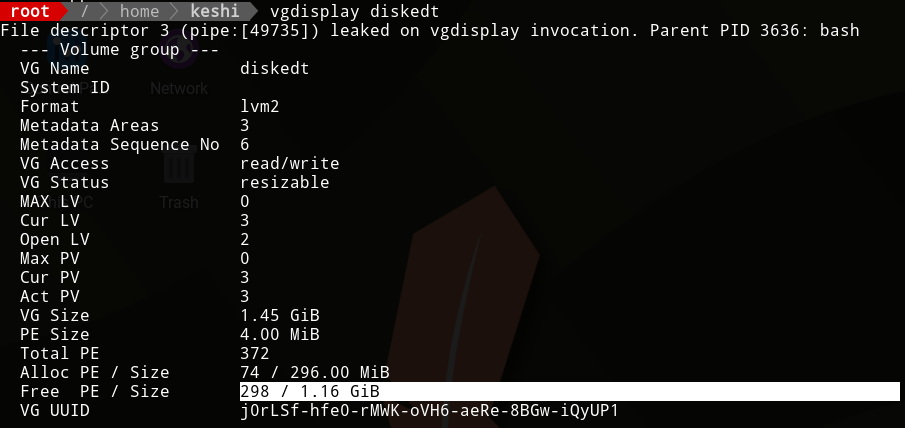 root / home keshi vgdisplay diskedt
File descriptor 3 (pipe:[49735]) leaked on vgdisplay invocation. Parent PID 3636: bash
--- Volume group ---
VG Name diskedt
System ID
Network
Format lvm2
Metadata Areas 3
Metadata Sequence No 6
VG Access read/write
VG Status resizable
MAX LV 0
PC
Trash
Cur LV 3
Open LV 2
Max PV 0
Cur PV 3
Act PV 3
VG Size 1.45 GiB
PE Size 4.00 MiB
Total PE 372
Alloc PE / Size 74 / 296.00 MiB
Free PE / Size 298 / 1.16 GiB
VG UUID j0rLSf-hfe0-rMWK-oVH6-aeRe-8BGw-iQyUP1